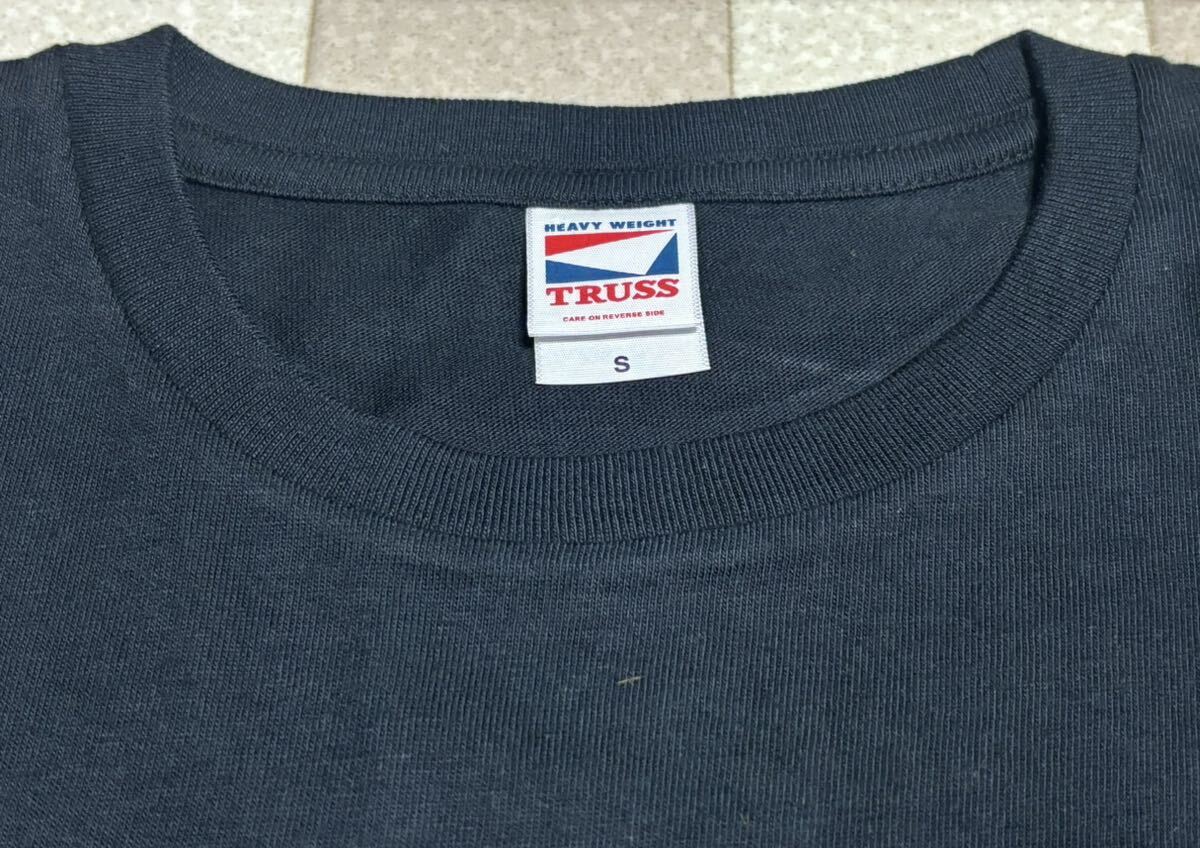 HEAVY WEIGHT
TRUSS
CARE ON REVERSE SIDE
S